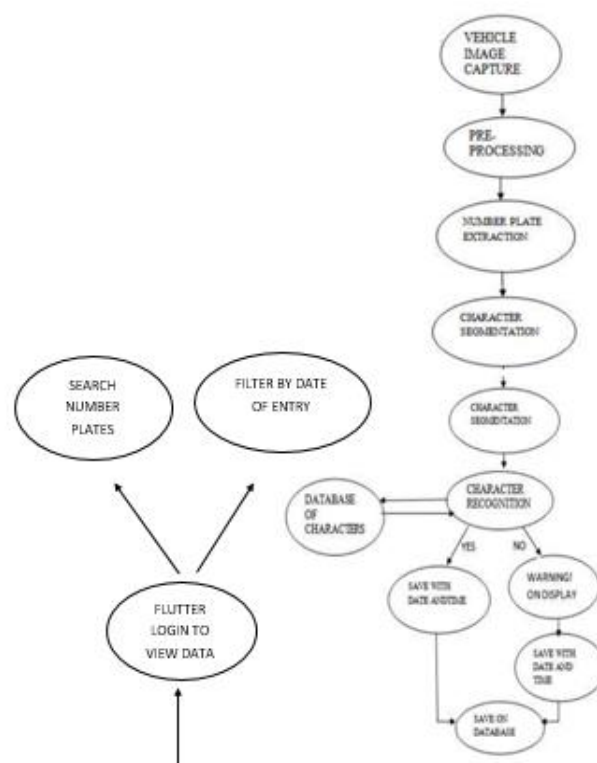 VEHICLE
IMAGE
CAPTURE
PRE-
PROCESSING
NUMBER PLATE
EXTRACTION
CHARACTER
SEGMENTATION
CHARACTER
SEGMENTATION
CHARACTER
RECOGNITION
DATABASE
OF
CHARACTERS
YES
NO
SAVE WITH
DATE ANDTIME
WARNING!
ON DISPLAY
SAVE WITH
DATE AND
TIME
SAVE ON
DATABASE
SEARCH
NUMBER
PLATES
FILTER BY DATE
OF ENTRY
FLUTTER
LOGIN TO
VIEW DATA